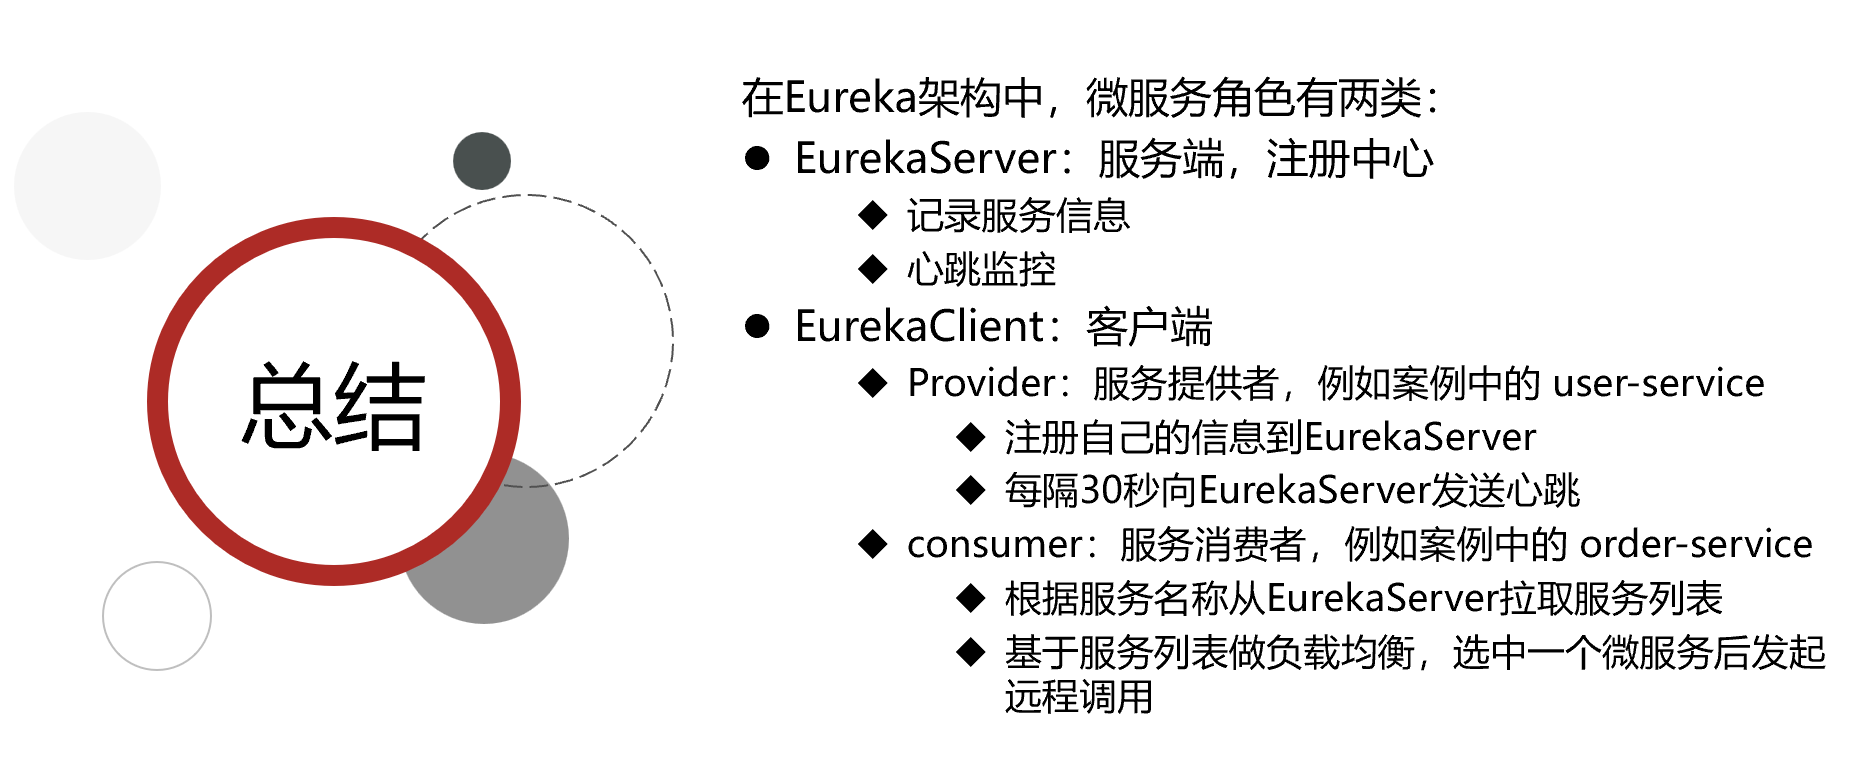 总结
在Eureka架构中，微服务角色有两类：
EurekaServer：服务端，注册中心
记录服务信息
心跳监控
EurekaClient：客户端
Provider：服务提供者，例如案例中的 user-service
注册自己的信息到EurekaServer
每隔30秒向EurekaServer发送心跳
consumer：服务消费者，例如案例中的 order-service
根据服务名称从EurekaServer拉取服务列表
基于服务列表做负载均衡，选中一个微服务后发起
远程调用